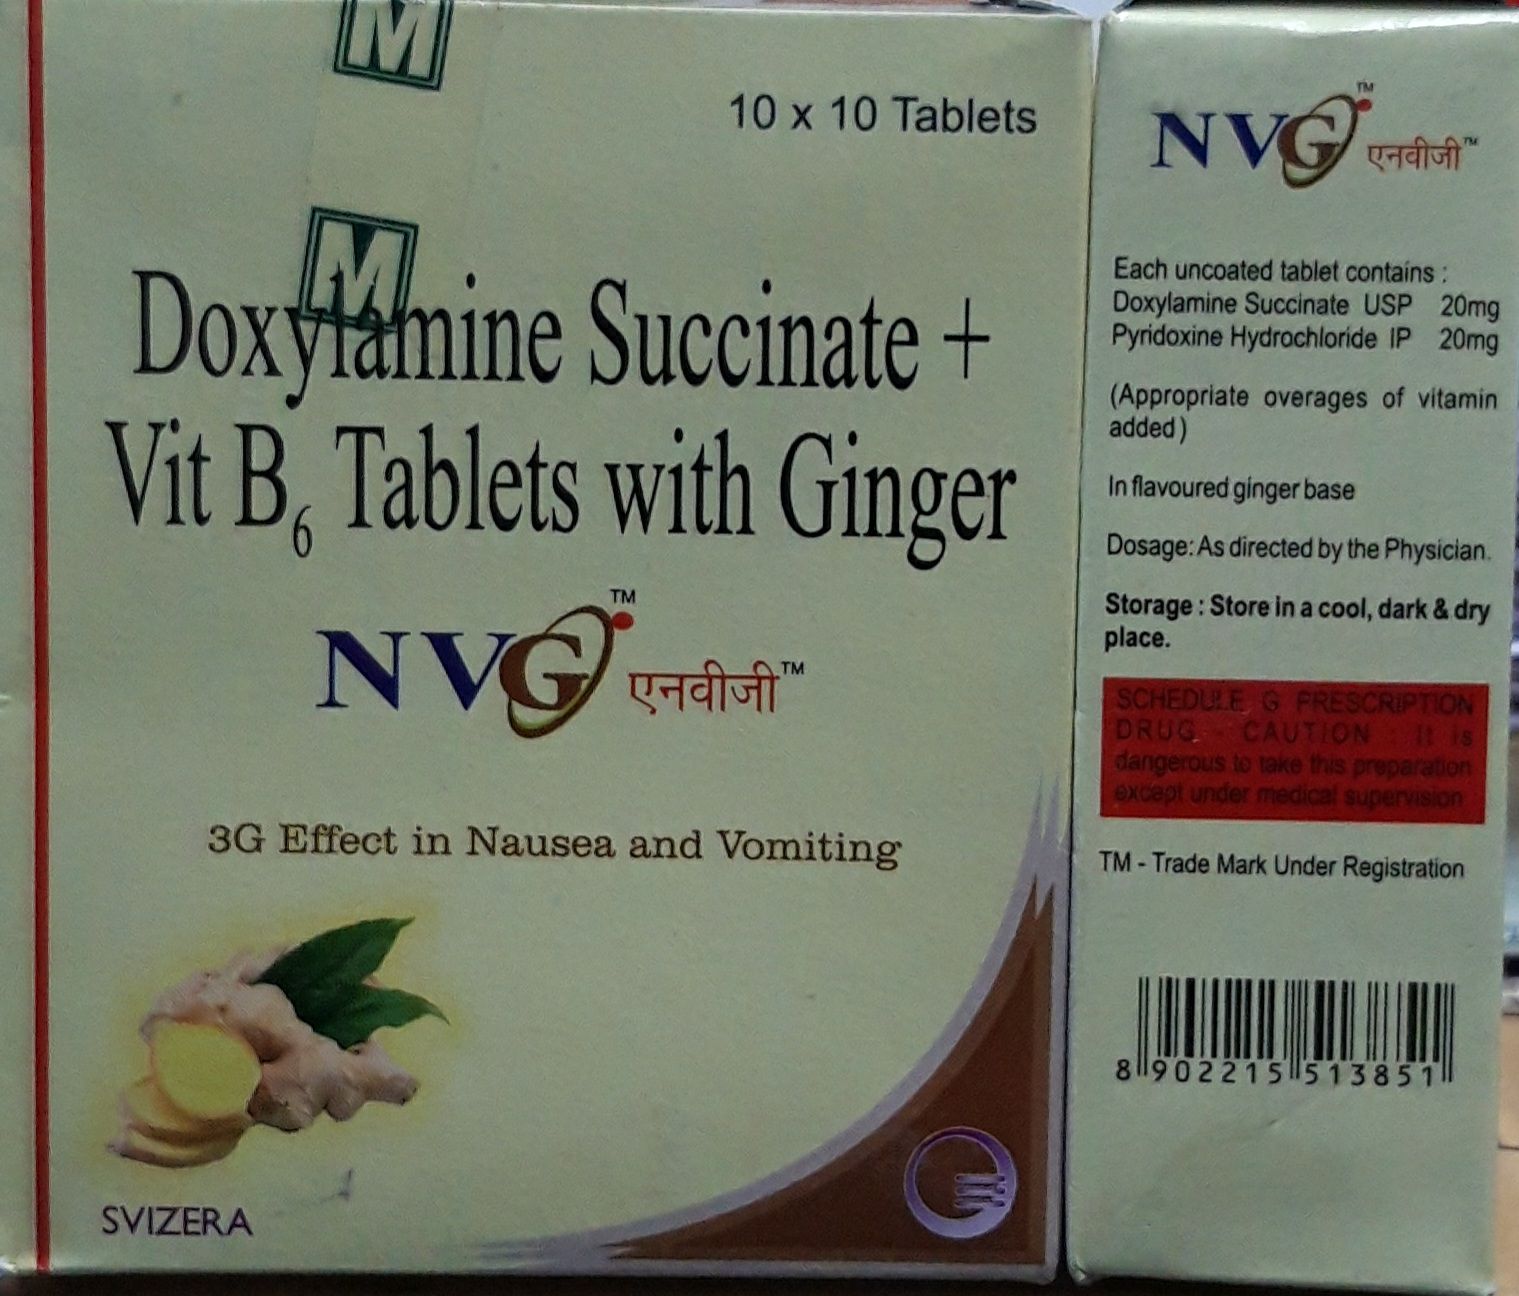 M
10 x 10 Tablets
M
Doxylamine Succinate +
Vit B6 Tablets with Ginger
NVG™ एनवीजी™
3G Effect in Nausea and Vomiting
SVIZERA
NVG™ एनवीजी™
Each uncoated tablet contains :
Doxylamine Succinate USP 20mg
Pyridoxine Hydrochloride IP 20mg
(Appropriate overages of vitamin
added)
In flavoured ginger base
Dosage: As directed by the Physician.
Storage : Store in a cool, dark & dry
place.
SCHEDULE G PRESCRIPTION
DRUG - CAUTION : It is
dangerous to take this preparation
except under medical supervision
TM - Trade Mark Under Registration
8 902215 513851